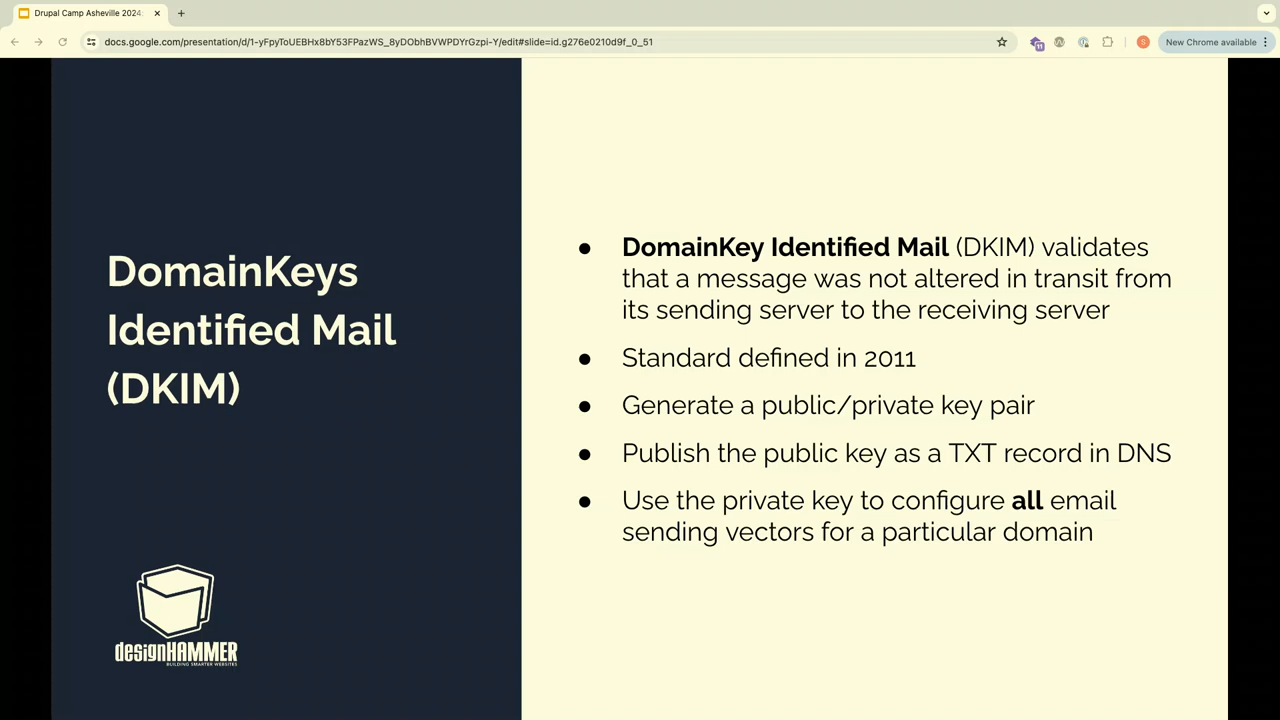 Drupal Camp Asheville 2024:
docs.google.com/presentation/d/1-yFpyToUEBHx8bY53FPazWS_8yDObhBVWPDYrGzpi-Y/edit#slide=id.g276e0210d9f_0_51
11
S
New Chrome available
DomainKeys
Identified Mail
(DKIM)
● DomainKey Identified Mail (DKIM) validates
that a message was not altered in transit from
its sending server to the receiving server
● Standard defined in 2011
● Generate a public/private key pair
● Publish the public key as a TXT record in DNS
● Use the private key to configure all email
sending vectors for a particular domain
designHAMMER
BUILDING SMARTER WEBSITES